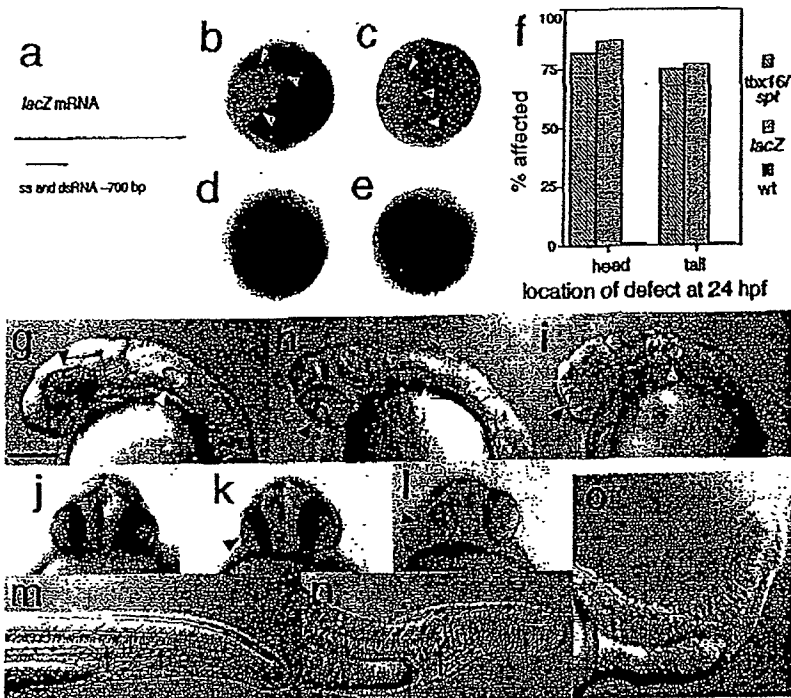 a
lacZ mRNA
ss and dsRNA ~700 bp
b
c
d
e
f
100
75
50
25
0
% affected
head
tail
location of defect at 24 hpf
tbx16/
spt
lacZ
wt
g
h
i
j
k
l
m
n
o